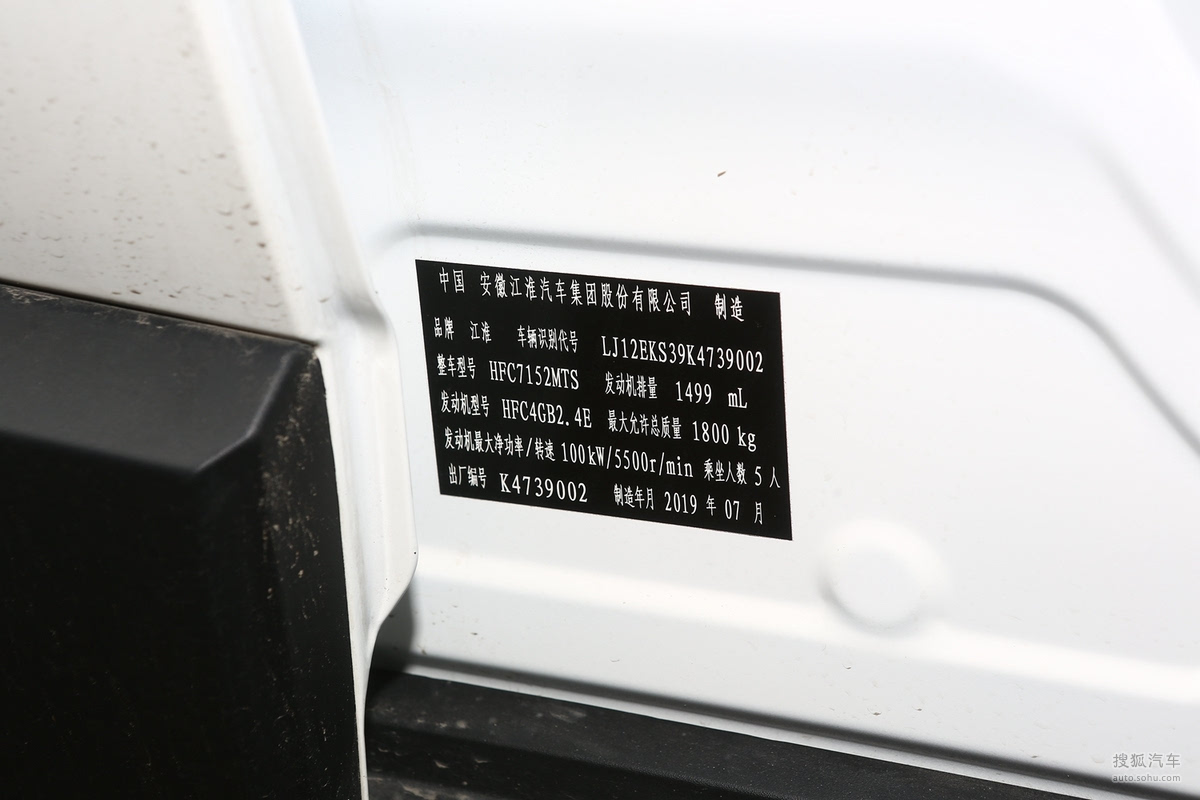 中国 安徽江淮汽车集团股份有限公司 制造
品牌 江淮 车辆识别代号 LJ12EKS39K4739002
整车型号 HFC7152MTS 发动机排量 1499 mL
发动机型号 HFC4GB2.4E 最大允许总质量 1800 kg
发动机最大净功率/转速 100kW/5500r/min 乘坐人数 5 人
出厂编号 K4739002 制造年月 2019 年 07 月
搜狐汽车
auto.sohu.com